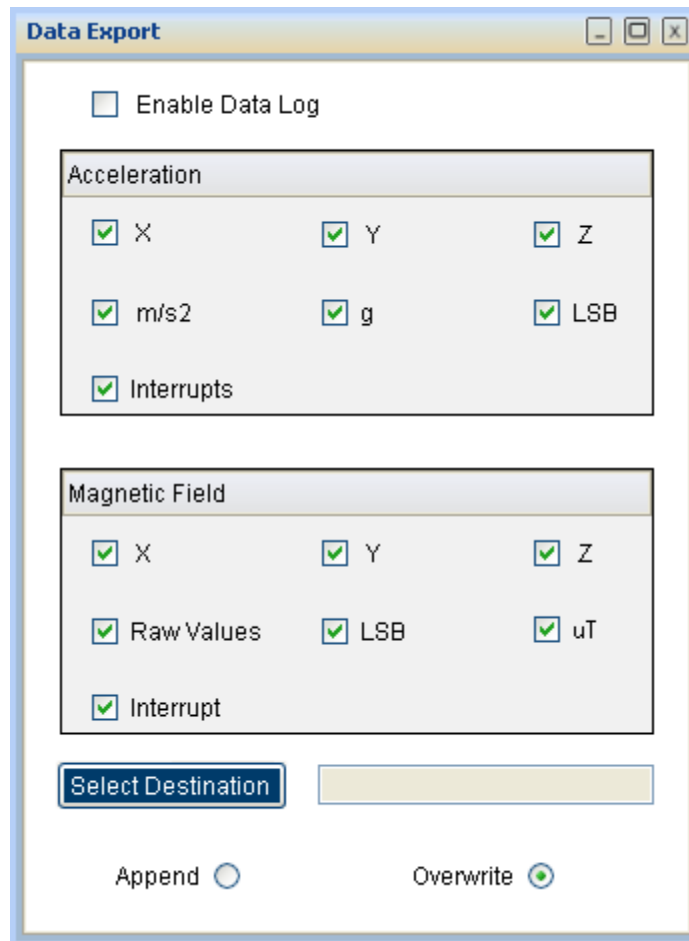 Data Export
Enable Data Log
Acceleration
X Y Z
m/s2 g LSB
Interrupts
Magnetic Field
X Y Z
Raw Values LSB uT
Interrupt
Select Destination
Append Overwrite